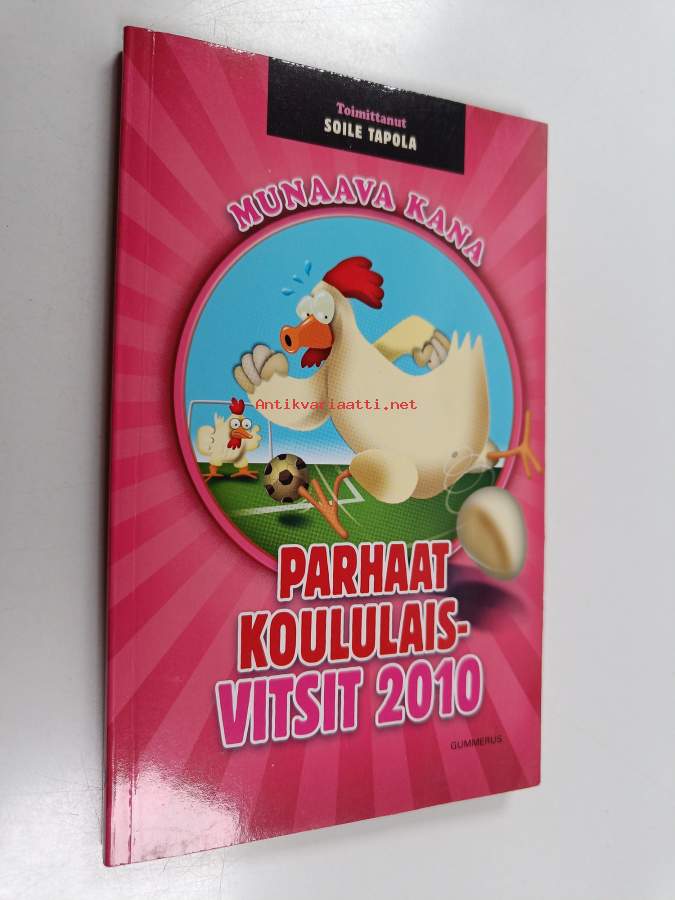 Toimittanut
SOILE TAPOLA
MUNAAVA KANA
Antikvariaatti.net
PARHAAT
KOULULAIS-
VITSIT 2010
GUMMERUS